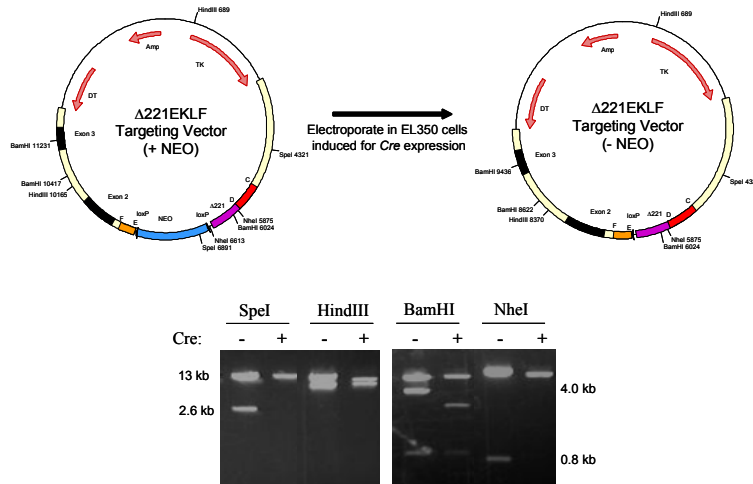 HindIII 689
Amp
TK
DT
Δ221EKLF
Targeting Vector
(+ NEO)
Exon 3
BamHI 11231
SpeI 4321
BamHI 10417
HindIII 10165
Exon 2
F
E
loxP
NEO
loxP
Δ221
D
C
NheI 5875
BamHI 6024
NheI 6613
SpeI 6891
Electroporate in EL350 cells
induced for Cre expression
HindIII 689
Amp
TK
DT
Δ221EKLF
Targeting Vector
(- NEO)
Exon 3
BamHI 9436
SpeI 43
BamHI 8622
HindIII 8370
Exon 2
F
E
loxP
Δ221
D
C
NheI 5875
BamHI 6024
SpeI HindIII BamHI NheI
Cre: - + - + - + - +
13 kb
2.6 kb
4.0 kb
0.8 kb